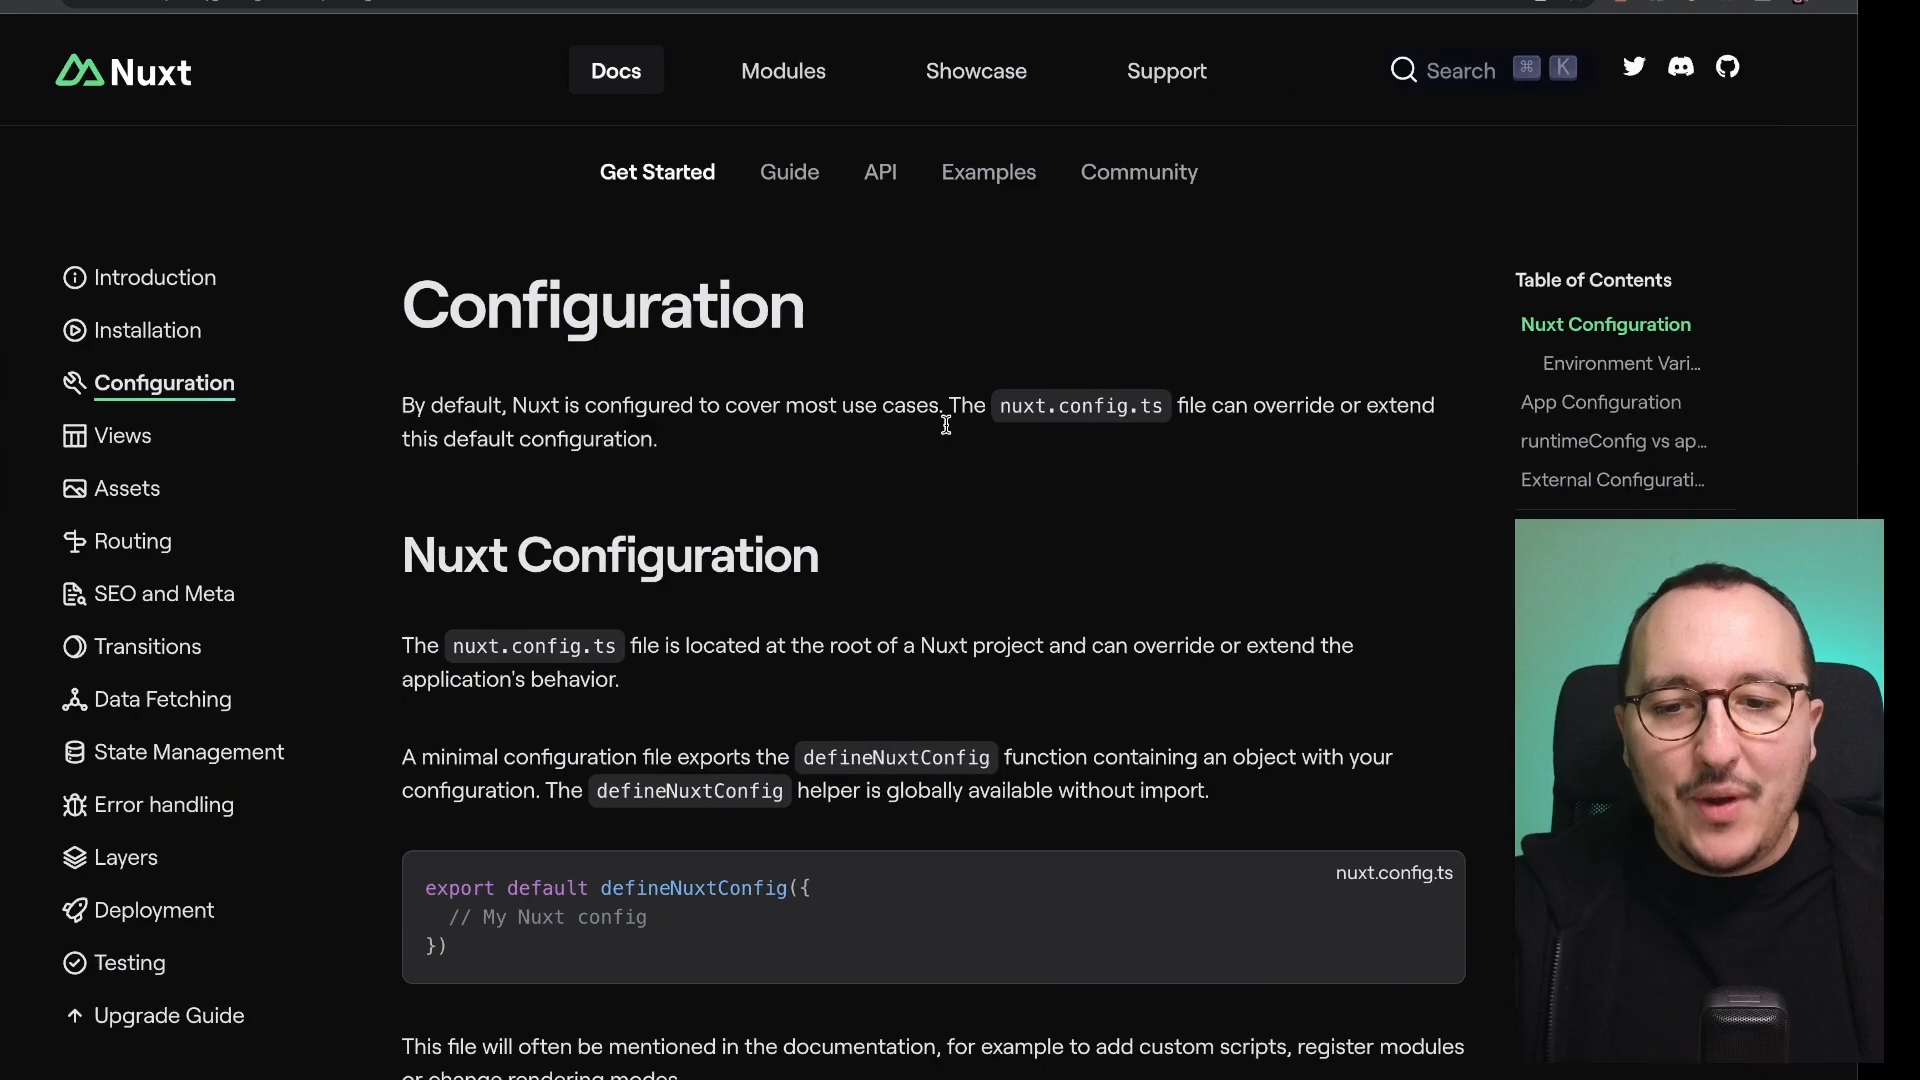 Nuxt
Docs
Modules
Showcase
Support
Search ⌘ K
Get Started
Guide
API
Examples
Community
Introduction
Installation
Configuration
Views
Assets
Routing
SEO and Meta
Transitions
Data Fetching
State Management
Error handling
Layers
Deployment
Testing
Upgrade Guide
Configuration
By default, Nuxt is configured to cover most use cases. The nuxt.config.ts file can override or extend
this default configuration.
Nuxt Configuration
The nuxt.config.ts file is located at the root of a Nuxt project and can override or extend the
application's behavior.
A minimal configuration file exports the defineNuxtConfig function containing an object with your
configuration. The defineNuxtConfig helper is globally available without import.
nuxt.config.ts
export default defineNuxtConfig({
// My Nuxt config
})
This file will often be mentioned in the documentation, for example to add custom scripts, register modules
or change rendering modes.
Table of Contents
Nuxt Configuration
Environment Vari...
App Configuration
runtimeConfig vs ap...
External Configurati...